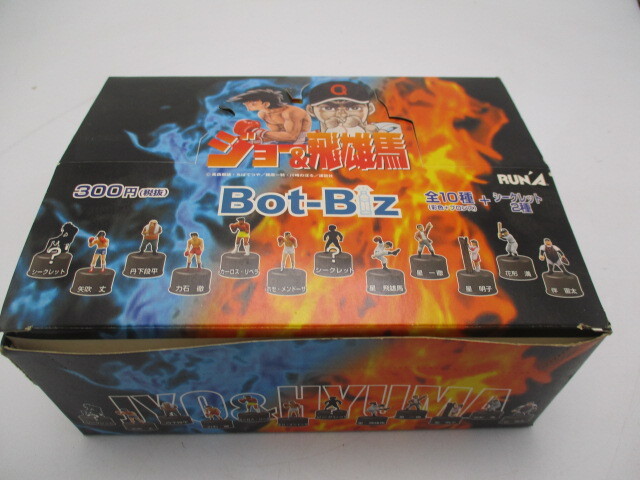 ジョー&飛雄馬
RUN'A
300円(税抜)
Bot-Biz
全10種
+
シークレット
2種
シークレット
矢吹 丈
丹下段平
力石 徹
カーロス・リベラ
ホセ・メンドーサ
シークレット
星 飛雄馬
星 一徹
星 明子
花形 満
伴 宙太
JYO&HYUMA